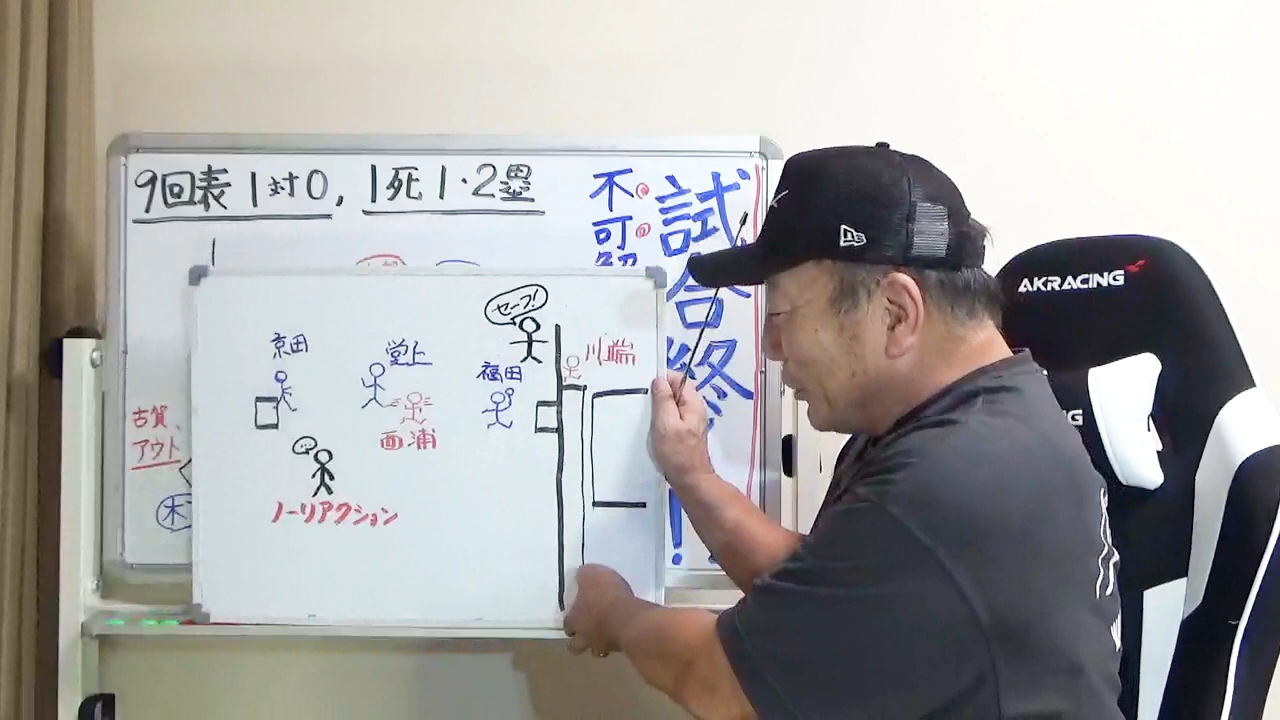 9回表 1対0, 1死 1・2塁
試合終
!
不可解
セーフ!
川端
京田
堂上
福田
西浦
…
ノーリアクション
古賀、
アウト
木
AKRACING